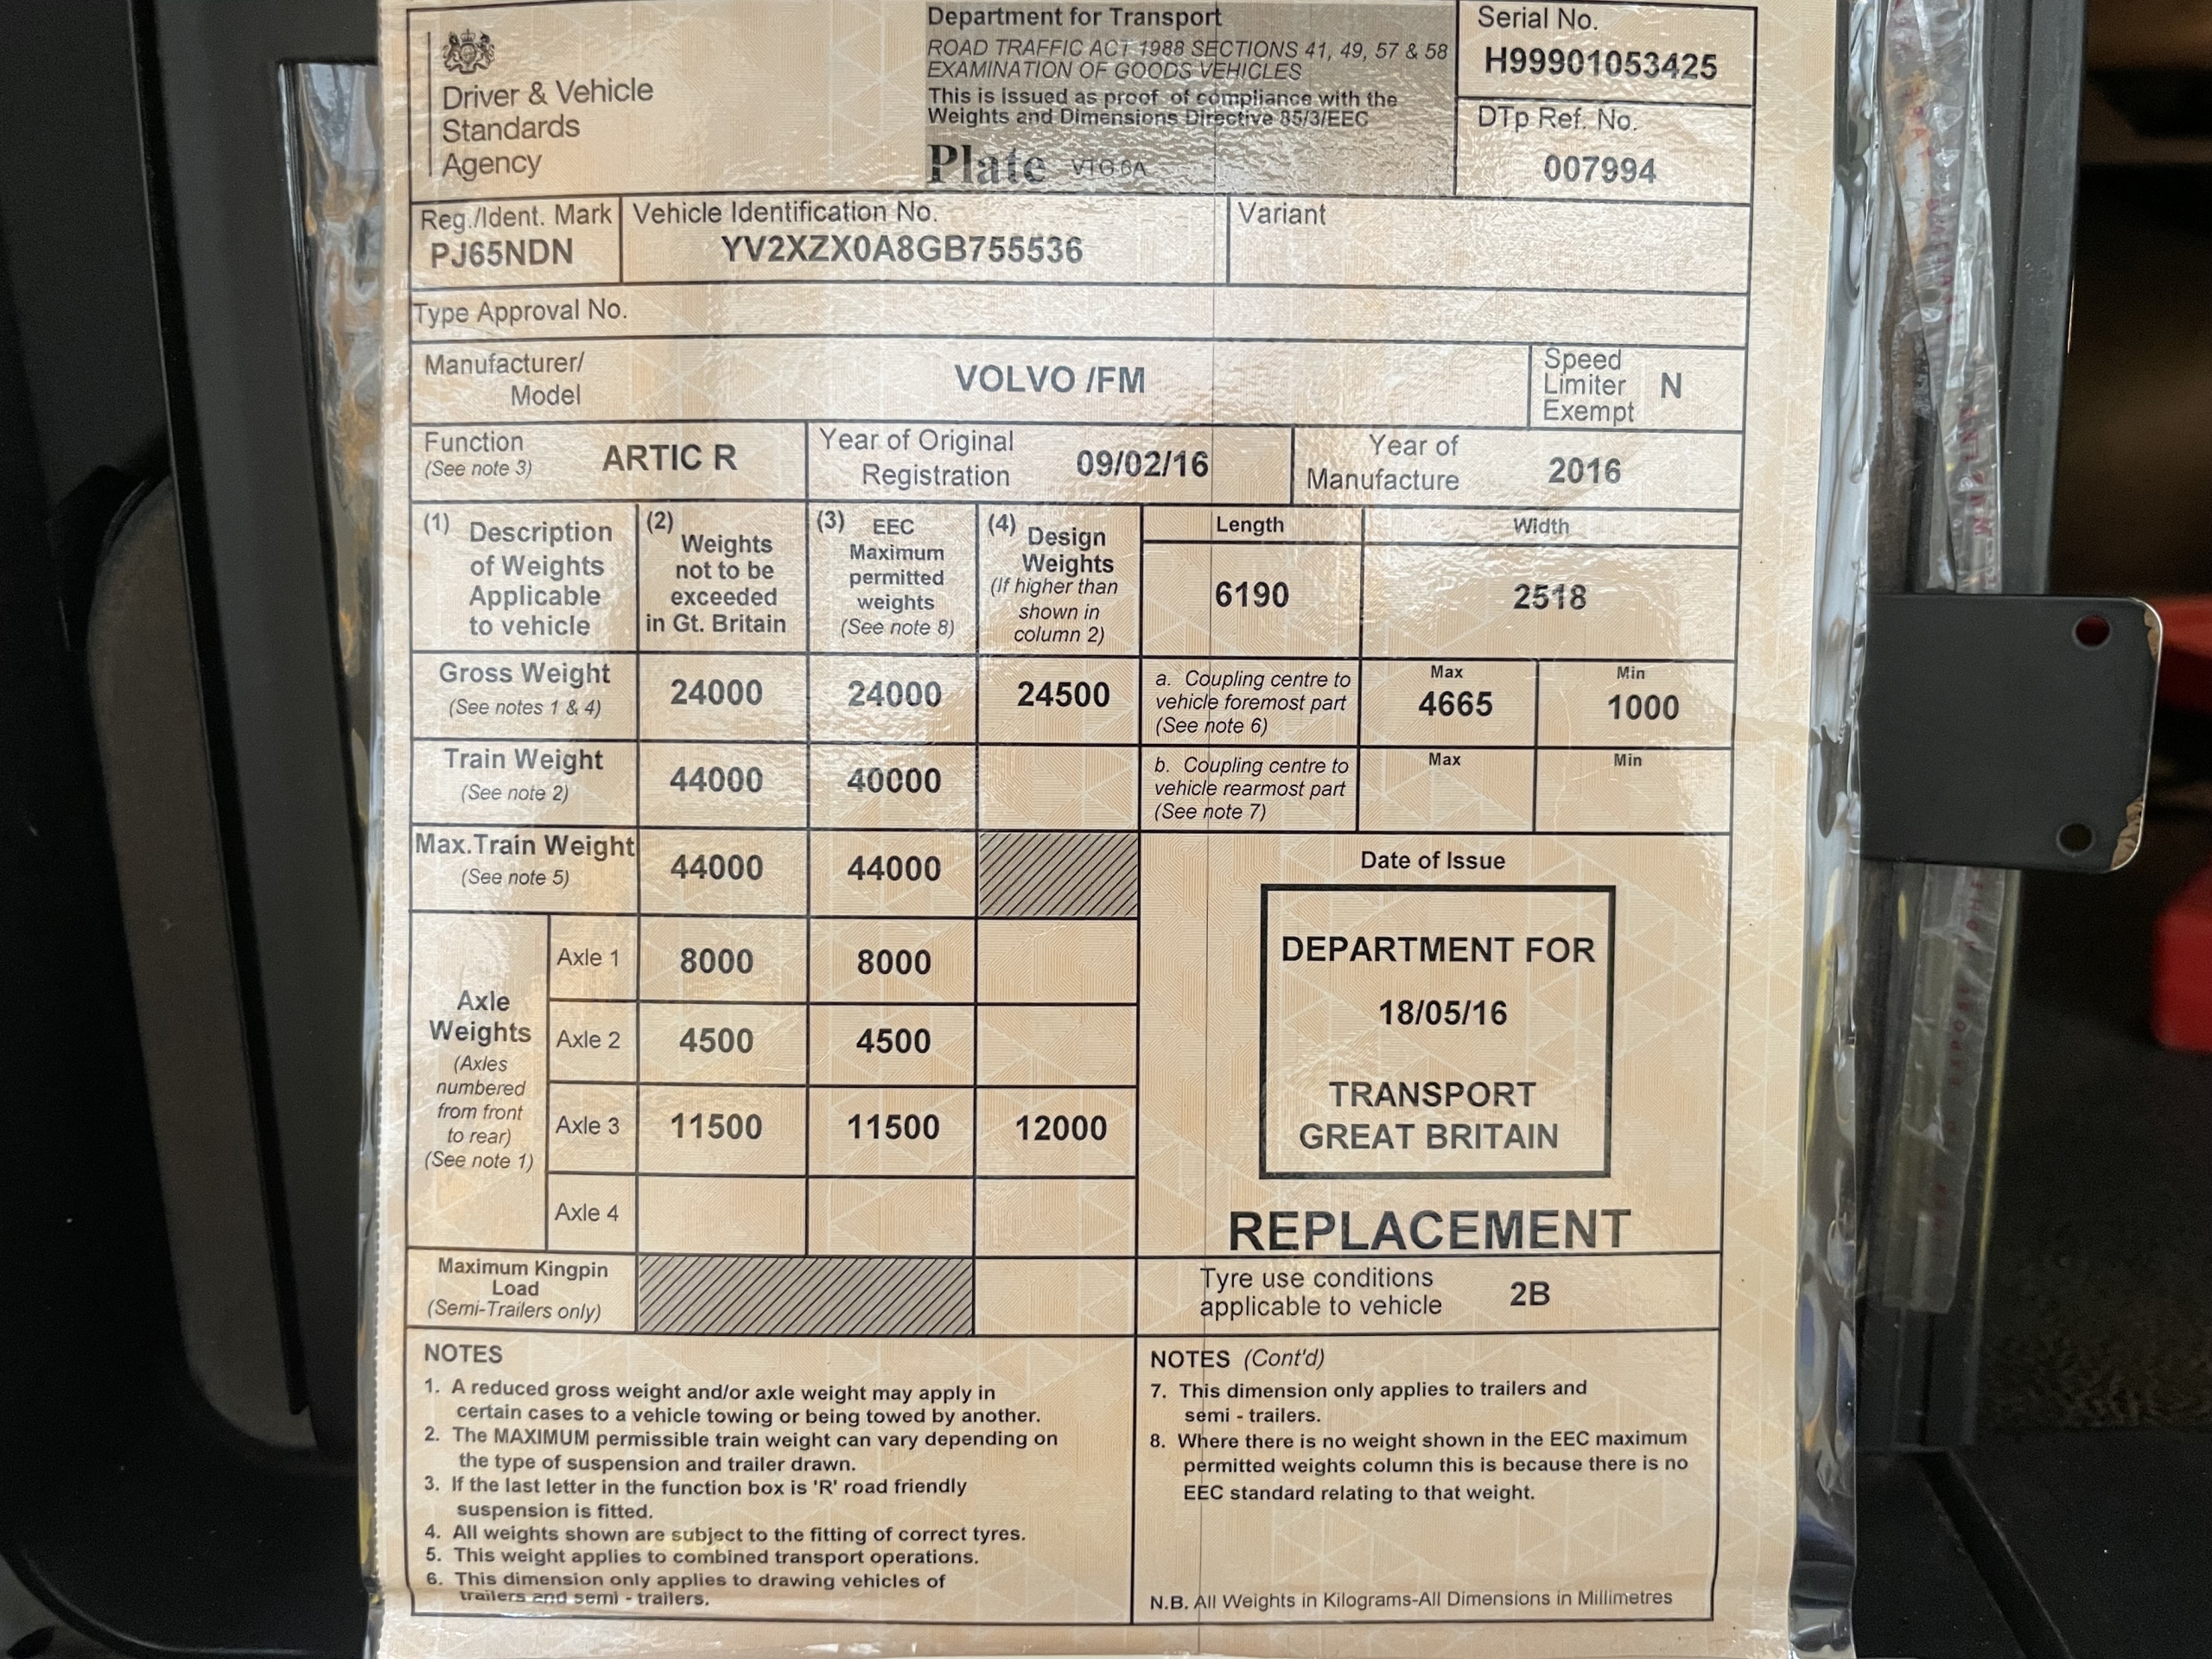 Driver & Vehicle
Standards
Agency
Department for Transport
ROAD TRAFFIC ACT 1988 SECTIONS 41, 49, 57 & 58
EXAMINATION OF GOODS VEHICLES
This is issued as proof of compliance with the
Weights and Dimensions Directive 85/3/EEC
Plate VTG 6A
Serial No.
H99901053425
DTp Ref. No.
007994
Reg./Ident. Mark
PJ65NDN
Vehicle Identification No.
YV2XZX0A8GB755536
Variant
Type Approval No.
Manufacturer/
Model
VOLVO /FM
Speed
Limiter
Exempt
N
Function
(See note 3)
ARTIC R
Year of Original
Registration
09/02/16
Year of
Manufacture
2016
(1) Description
of Weights
Applicable
to vehicle
(2) Weights
not to be
exceeded
in Gt. Britain
(3) EEC
Maximum
permitted
weights
(See note 8)
(4) Design
Weights
(If higher than
shown in
column 2)
Length
6190
Width
2518
Gross Weight
(See notes 1 & 4)
24000
24000
24500
a. Coupling centre to
vehicle foremost part
(See note 6)
Max
4665
Min
1000
Train Weight
(See note 2)
44000
40000
b. Coupling centre to
vehicle rearmost part
(See note 7)
Max
Min
Max.Train Weight
(See note 5)
44000
44000
Axle
Weights
(Axles
numbered
from front
to rear)
(See note 1)
Axle 1
8000
8000
Axle 2
4500
4500
Axle 3
11500
11500
12000
Axle 4
Date of Issue
DEPARTMENT FOR
18/05/16
TRANSPORT
GREAT BRITAIN
REPLACEMENT
Maximum Kingpin
Load
(Semi-Trailers only)
Tyre use conditions
applicable to vehicle
2B
NOTES
1. A reduced gross weight and/or axle weight may apply in
certain cases to a vehicle towing or being towed by another.
2. The MAXIMUM permissible train weight can vary depending on
the type of suspension and trailer drawn.
3. If the last letter in the function box is 'R' road friendly
suspension is fitted.
4. All weights shown are subject to the fitting of correct tyres.
5. This weight applies to combined transport operations.
6. This dimension only applies to drawing vehicles of
trailers and semi - trailers.
NOTES (Cont'd)
7. This dimension only applies to trailers and
semi - trailers.
8. Where there is no weight shown in the EEC maximum
permitted weights column this is because there is no
EEC standard relating to that weight.
N.B. All Weights in Kilograms-All Dimensions in Millimetres